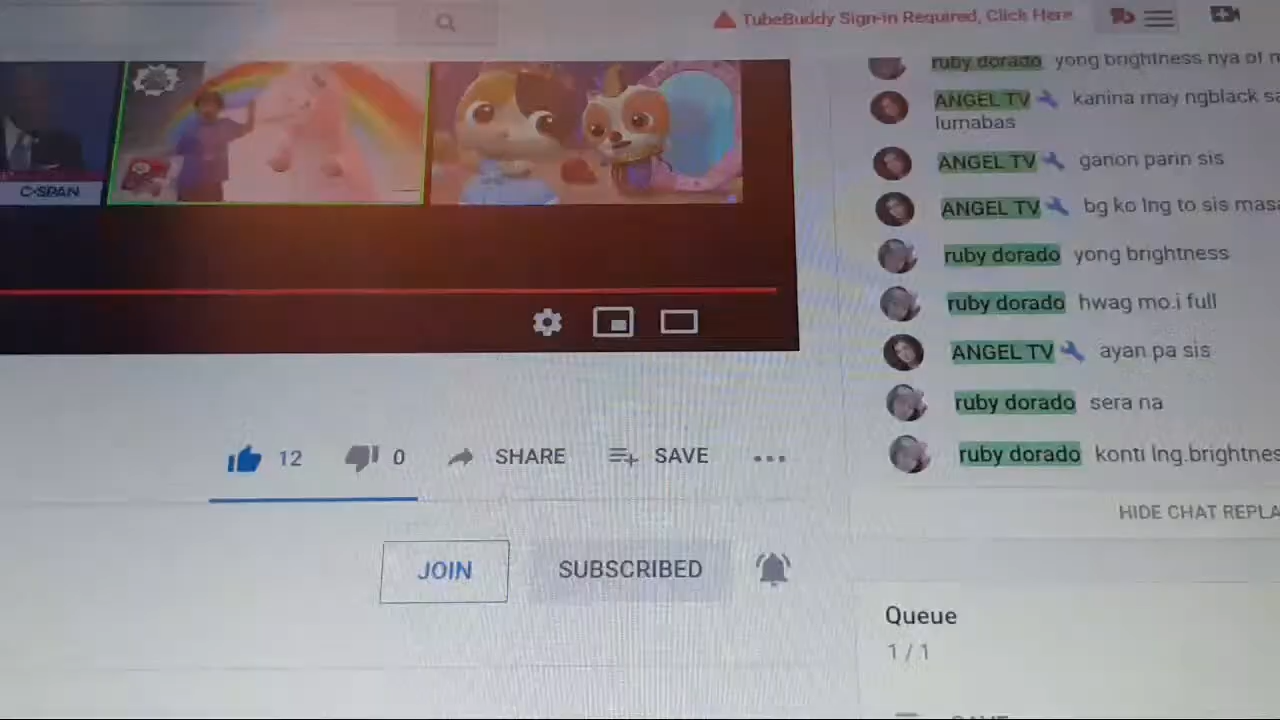 TubeBuddy Sign-in Required, Click Here
C-SPAN
ruby dorado yong brightness nya of
ANGEL TV kanina may ngblack
lumabas
ANGEL TV ganon parin sis
ANGEL TV bg ko lng to sis
ruby dorado yong brightness
ruby dorado hwag mo.i full
ANGEL TV ayan pa sis
ruby dorado sera na
ruby dorado konti lng.brightnes
12 0 SHARE SAVE
HIDE CHAT REPLA
JOIN SUBSCRIBED
Queue
1 / 1